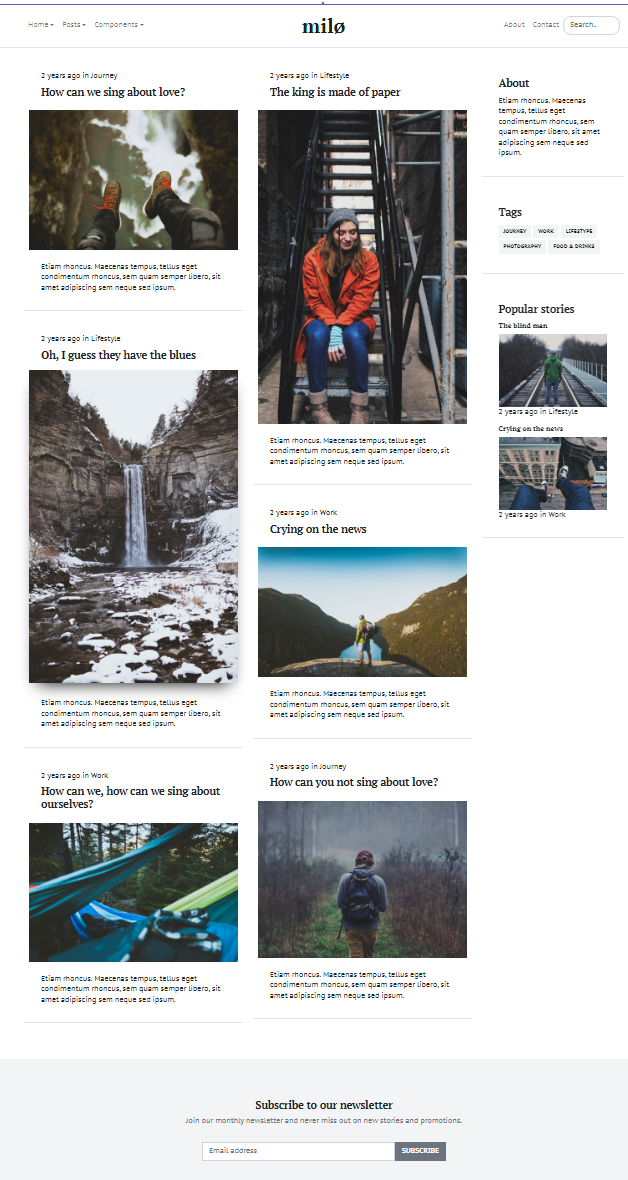 Home
Posts
Components
milø
About
Contact
Search..
2 years ago in Journey
How can we sing about love?
Etiam rhoncus. Maecenas tempus, tellus eget
condimentum rhoncus, sem quam semper libero, sit
amet adipiscing sem neque sed ipsum.
2 years ago in Lifestyle
Oh, I guess they have the blues
Etiam rhoncus. Maecenas tempus, tellus eget
condimentum rhoncus, sem quam semper libero, sit
amet adipiscing sem neque sed ipsum.
2 years ago in Work
How can we, how can we sing about
ourselves?
Etiam rhoncus. Maecenas tempus, tellus eget
condimentum rhoncus, sem quam semper libero, sit
amet adipiscing sem neque sed ipsum.
2 years ago in Lifestyle
The king is made of paper
Etiam rhoncus. Maecenas tempus, tellus eget
condimentum rhoncus, sem quam semper libero, sit
amet adipiscing sem neque sed ipsum.
2 years ago in Work
Crying on the news
Etiam rhoncus. Maecenas tempus, tellus eget
condimentum rhoncus, sem quam semper libero, sit
amet adipiscing sem neque sed ipsum.
2 years ago in Journey
How can you not sing about love?
Etiam rhoncus. Maecenas tempus, tellus eget
condimentum rhoncus, sem quam semper libero, sit
amet adipiscing sem neque sed ipsum.
About
Etiam rhoncus. Maecenas
tempus, tellus eget
condimentum rhoncus, sem
quam semper libero, sit amet
adipiscing sem neque sed
ipsum.
Tags
JOURNEY WORK LIFESTYPE
PHOTOGRAPHY FOOD & DRINKS
Popular stories
The blind man
2 years ago in Lifestyle
Crying on the news
2 years ago in Work
Subscribe to our newsletter
Join our monthly newsletter and never miss out on new stories and promotions.
Email address
SUBSCRIBE